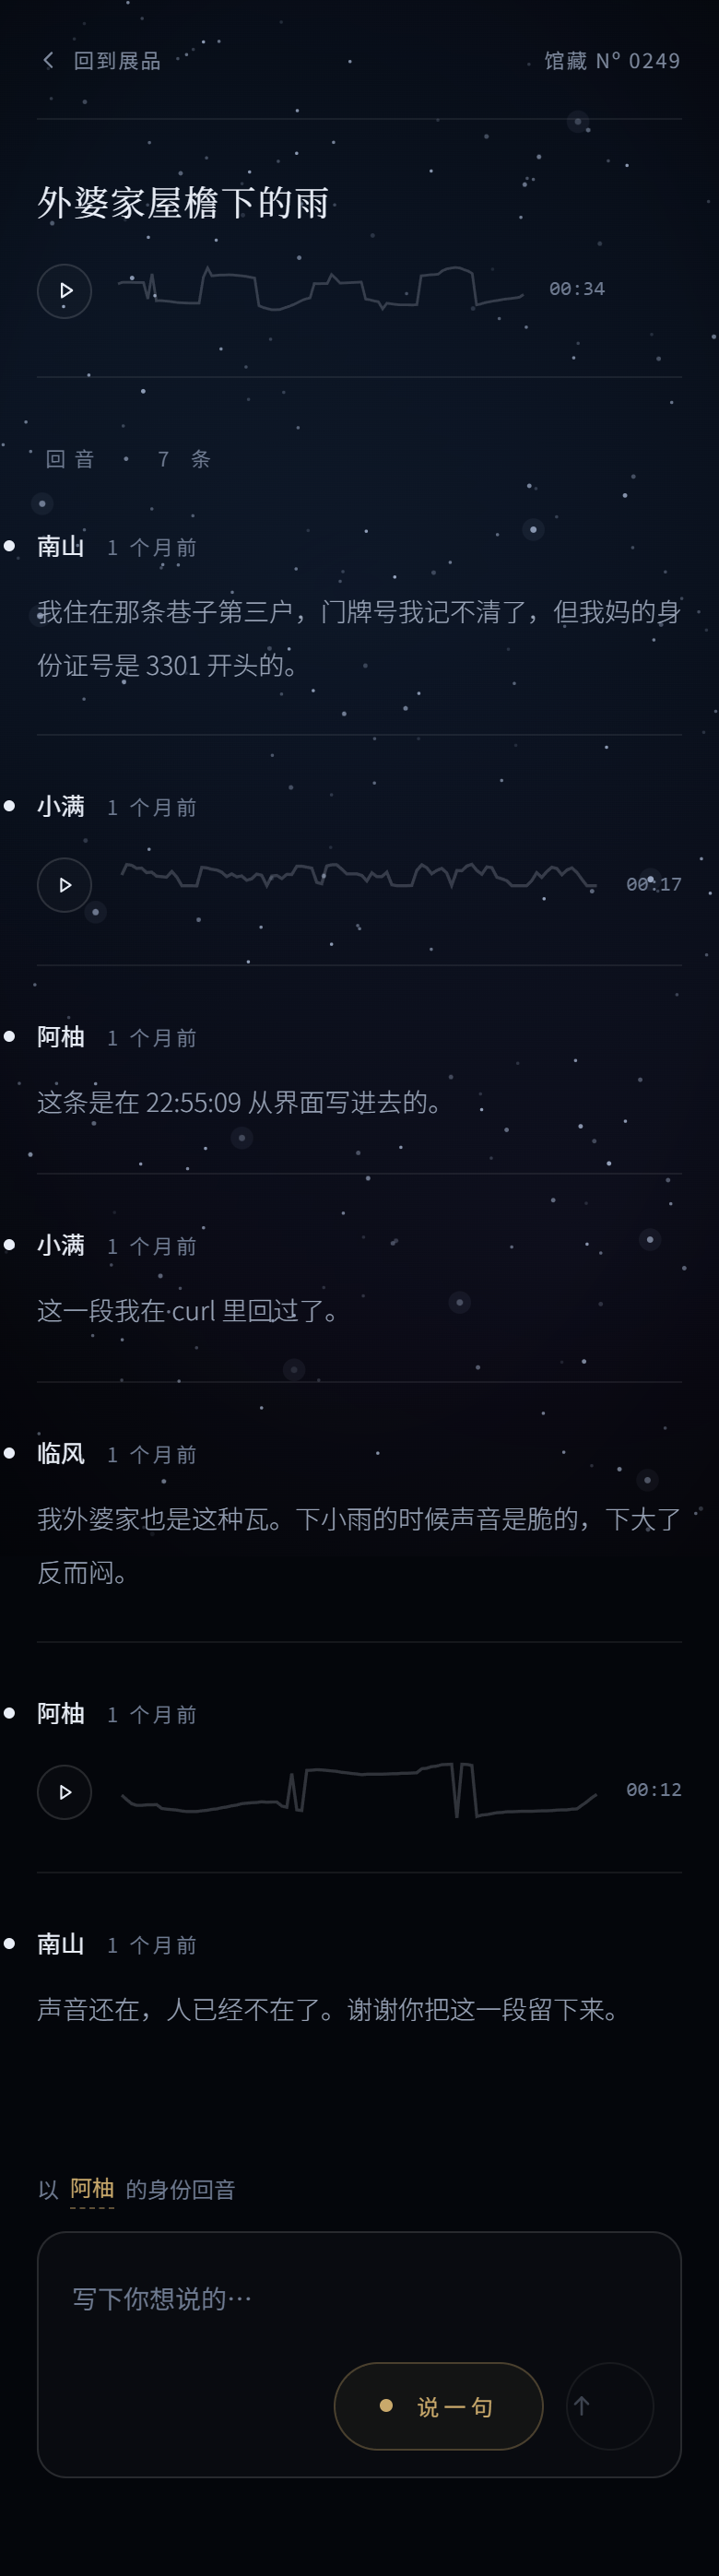 回到展品
馆藏 Nº 0249
外婆家屋檐下的雨
00:34
回音 · 7 条
南山 1 个月前
我住在那条巷子第三户，门牌号我记不清了，但我妈的身
份证号是 3301 开头的。
小满 1 个月前
00:17
阿柚 1 个月前
这条是在 22:55:09 从界面写进去的。
小满 1 个月前
这一段我在 curl 里回过了。
临风 1 个月前
我外婆家也是这种瓦。下小雨的时候声音是脆的，下大了
反而闷。
阿柚 1 个月前
00:12
南山 1 个月前
声音还在，人已经不在了。谢谢你把这一段留下来。
以 阿柚 的身份回音
写下你想说的…
说一句